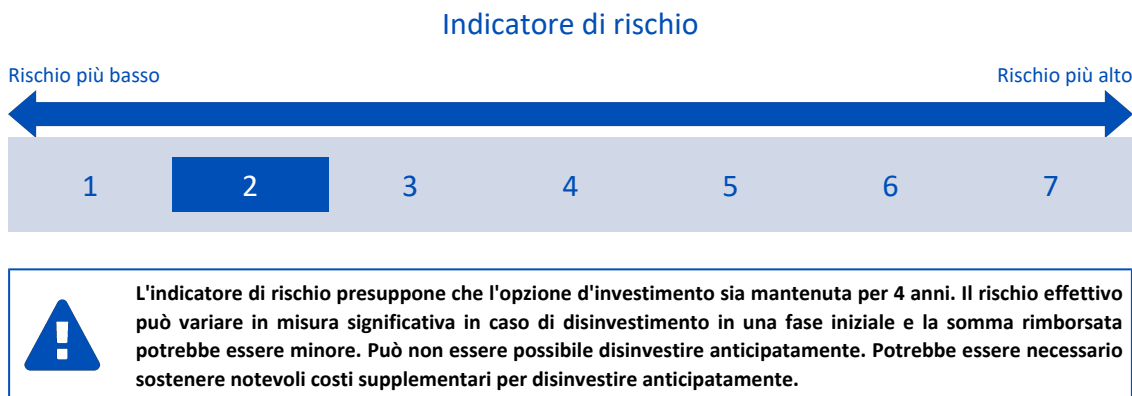 Indicatore di rischio
Rischio più basso
Rischio più alto
1 2 3 4 5 6 7
L'indicatore di rischio presuppone che l'opzione d'investimento sia mantenuta per 4 anni. Il rischio effettivo
può variare in misura significativa in caso di disinvestimento in una fase iniziale e la somma rimborsata
potrebbe essere minore. Può non essere possibile disinvestire anticipatamente. Potrebbe essere necessario
sostenere notevoli costi supplementari per disinvestire anticipatamente.